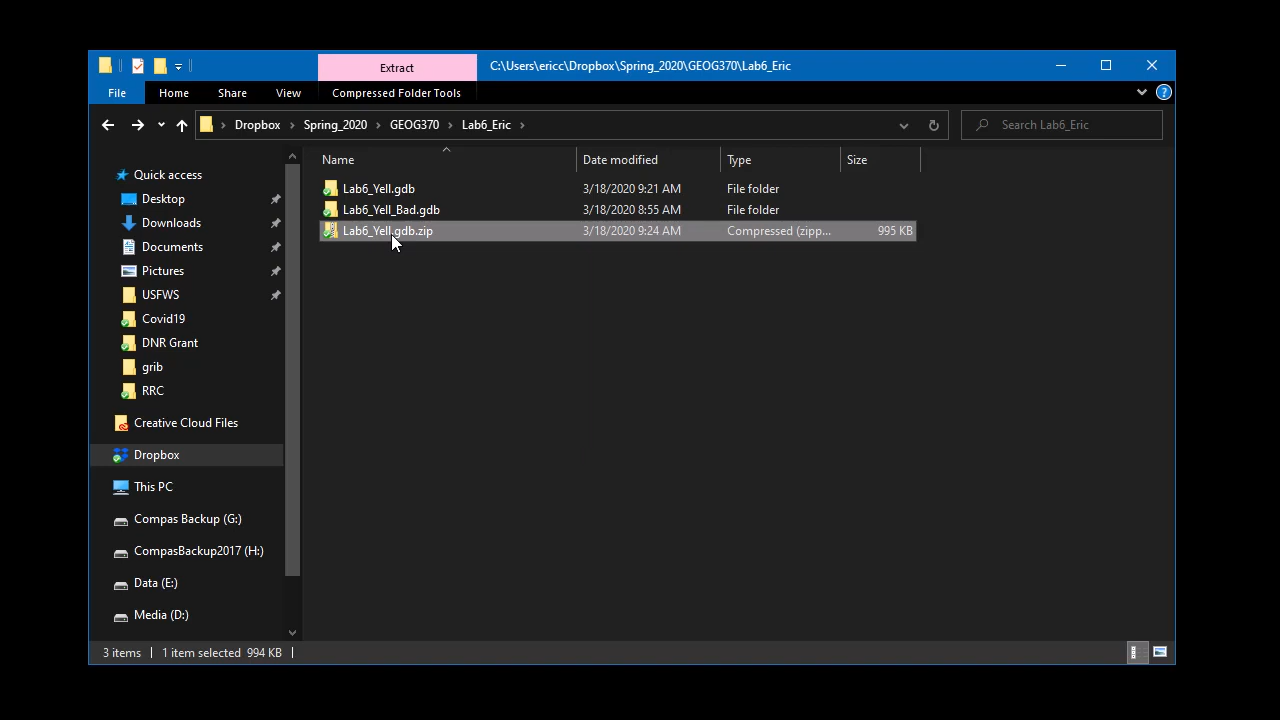 Extract C:\Users\ericc\Dropbox\Spring_2020\GEOG370\Lab6_Eric
File Home Share View Compressed Folder Tools ?
Dropbox Spring_2020 GEOG370 Lab6_Eric Search Lab6_Eric
Name Date modified Type Size
Quick access
Lab6_Yell.gdb 3/18/2020 9:21 AM File folder
Desktop
Lab6_Yell_Bad.gdb 3/18/2020 8:55 AM File folder
Downloads
Lab6_Yell.gdb.zip 3/18/2020 9:24 AM Compressed (zipp... 995 KB
Documents
Pictures
USFWS
Covid19
DNR Grant
grib
RRC
Creative Cloud Files
Dropbox
This PC
Compas Backup (G:)
CompasBackup2017 (H:)
Data (E:)
Media (D:)
3 items 1 item selected 994 KB